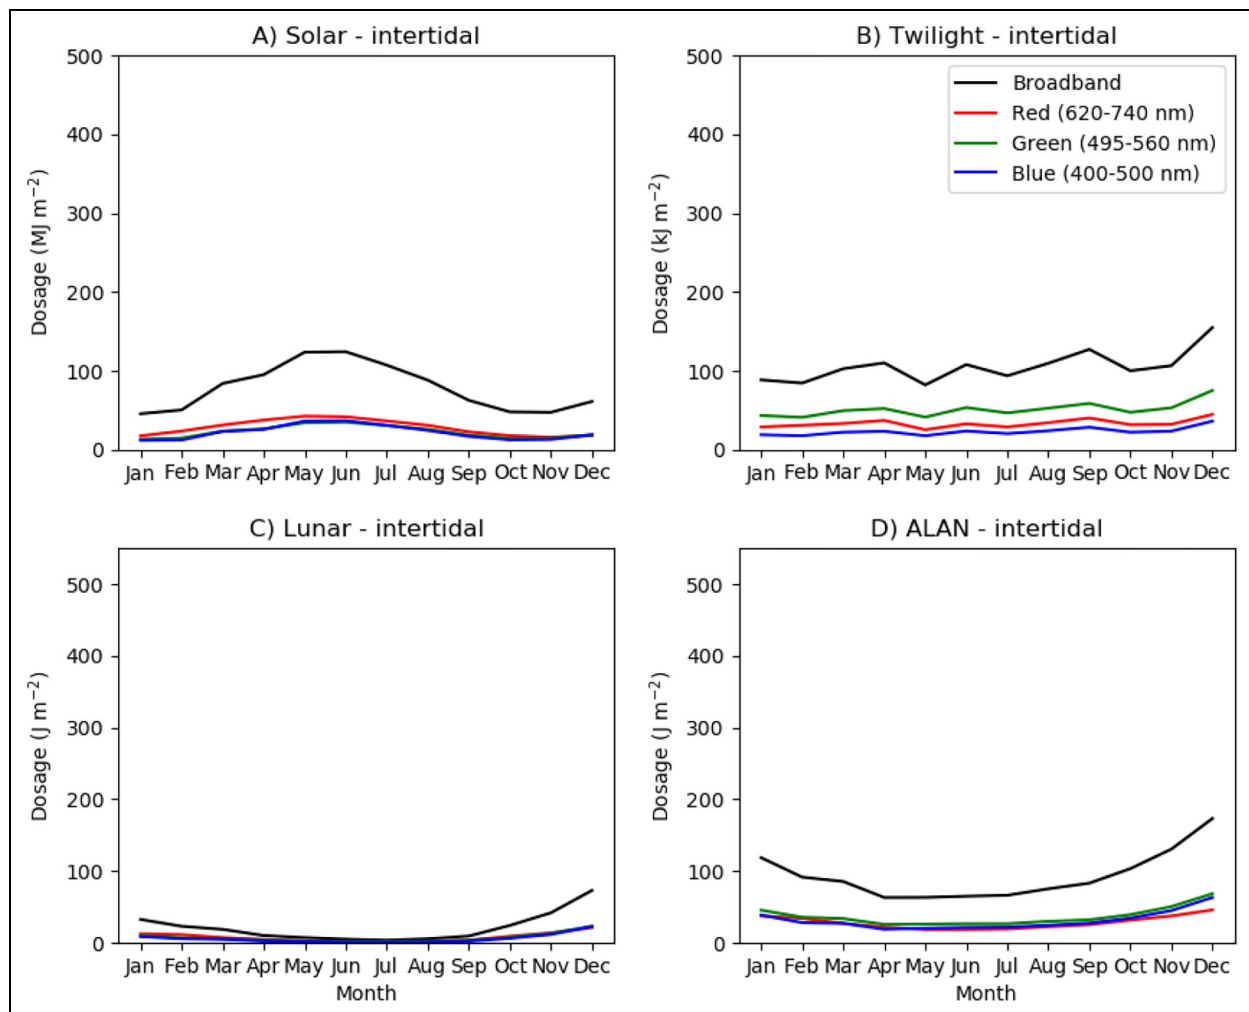 A) Solar - intertidal
500
400
300
200
100
0
Dosage (MJ m⁻²)
Jan Feb Mar Apr May Jun Jul Aug Sep Oct Nov Dec
B) Twilight - intertidal
500
400
300
200
100
0
Dosage (kJ m⁻²)
Broadband
Red (620-740 nm)
Green (495-560 nm)
Blue (400-500 nm)
Jan Feb Mar Apr May Jun Jul Aug Sep Oct Nov Dec
C) Lunar - intertidal
500
400
300
200
100
0
Dosage (J m⁻²)
Jan Feb Mar Apr May Jun Jul Aug Sep Oct Nov Dec
Month
D) ALAN - intertidal
500
400
300
200
100
0
Dosage (J m⁻²)
Jan Feb Mar Apr May Jun Jul Aug Sep Oct Nov Dec
Month